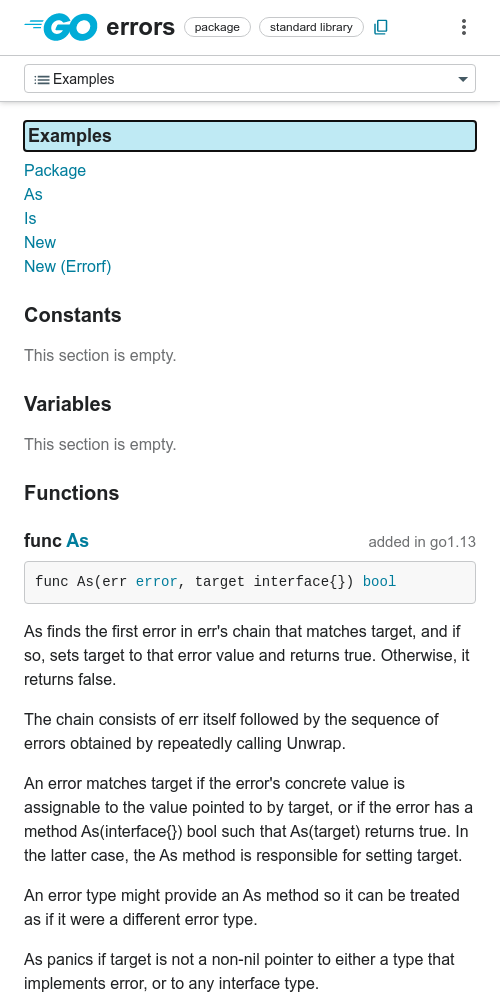 GO errors package standard library
Examples
Examples
Package
As
Is
New
New (Errorf)
Constants
This section is empty.
Variables
This section is empty.
Functions
func As added in go1.13
func As(err error, target interface{}) bool
As finds the first error in err's chain that matches target, and if
so, sets target to that error value and returns true. Otherwise, it
returns false.
The chain consists of err itself followed by the sequence of
errors obtained by repeatedly calling Unwrap.
An error matches target if the error's concrete value is
assignable to the value pointed to by target, or if the error has a
method As(interface{}) bool such that As(target) returns true. In
the latter case, the As method is responsible for setting target.
An error type might provide an As method so it can be treated
as if it were a different error type.
As panics if target is not a non-nil pointer to either a type that
implements error, or to any interface type.